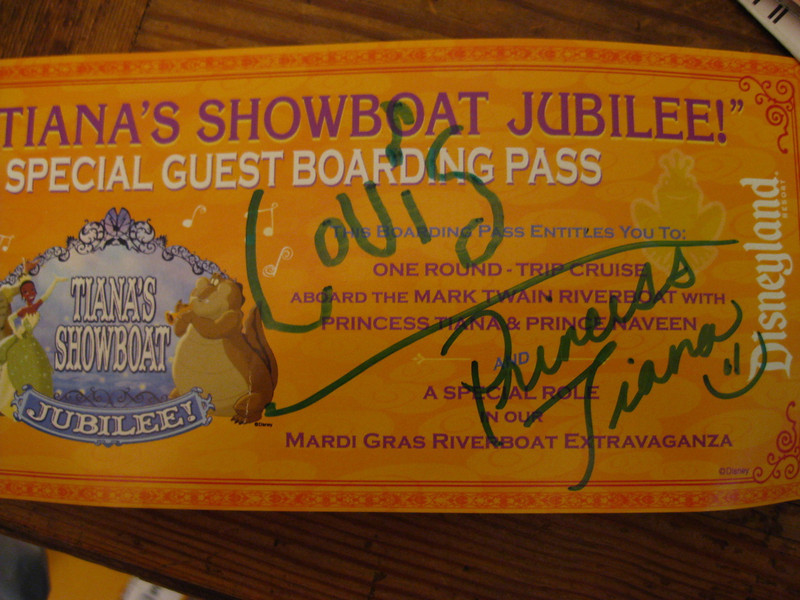 TIANA'S SHOWBOAT JUBILEE!"
SPECIAL GUEST BOARDING PASS
LOUIS
THIS BOARDING PASS ENTITLES YOU TO:
ONE ROUND-TRIP CRUISE
ABOARD THE MARK TWAIN RIVERBOAT WITH
PRINCESS TIANA & PRINCE NAVEEN
AND
A SPECIAL ROLE
IN OUR
MARDI GRAS RIVERBOAT EXTRAVAGANZA
Princess
Tiana
TIANA'S
SHOWBOAT
JUBILEE!
©Disney
Disneyland
RESORT
©Disney